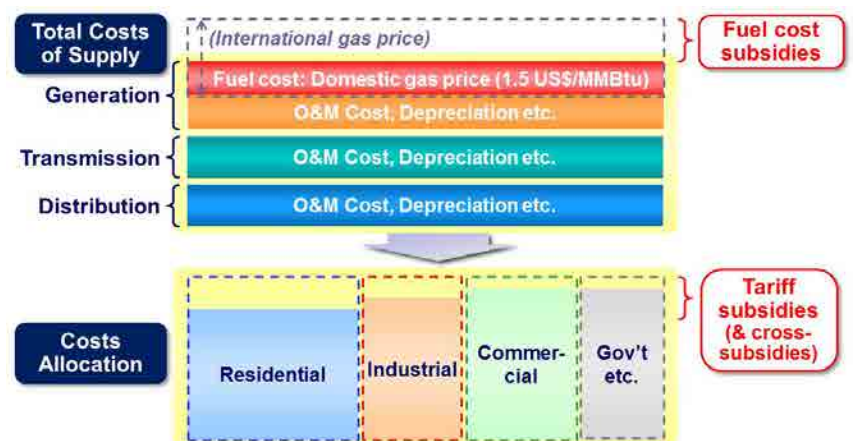 Total Costs
of Supply
(International gas price)
Fuel cost
subsidies
Generation
Fuel cost: Domestic gas price (1.5 US$/MMBtu)
O&M Cost, Depreciation etc.
Transmission
O&M Cost, Depreciation etc.
Distribution
O&M Cost, Depreciation etc.
Costs
Allocation
Residential
Industrial
Commer-
cial
Gov't
etc.
Tariff
subsidies
(& cross-
subsidies)